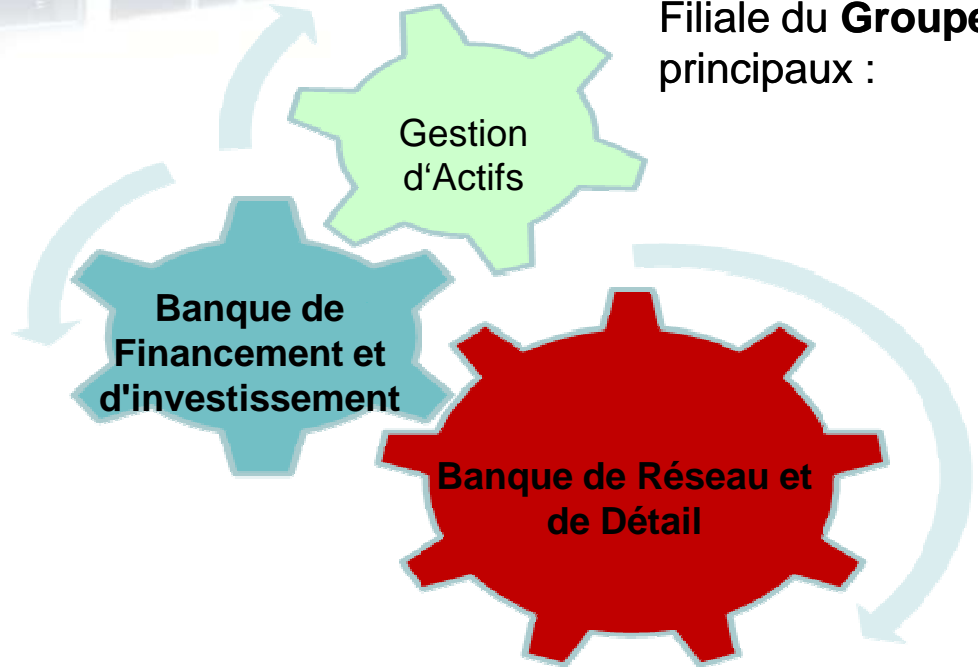 Filiale du Groupe
principaux :
Gestion
d‘Actifs
Banque de
Financement et
d'investissement
Banque de Réseau et
de Détail